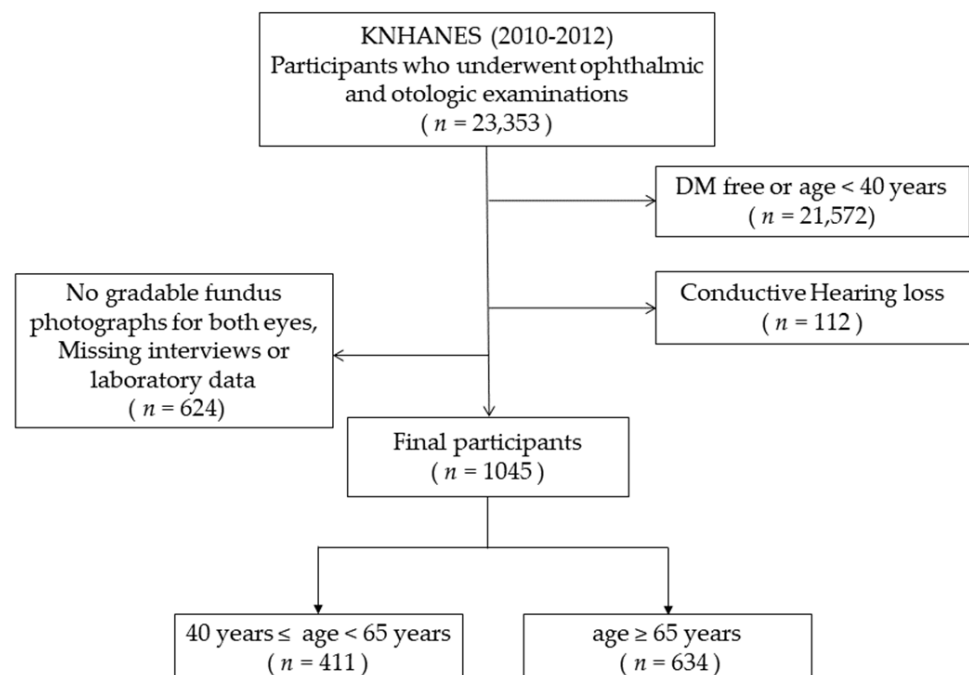 KNHANES (2010-2012)
Participants who underwent ophthalmic
and otologic examinations
( n = 23,353 )
DM free or age < 40 years
( n = 21,572)
Conductive Hearing loss
( n = 112 )
No gradable fundus
photographs for both eyes,
Missing interviews or
laboratory data
( n = 624)
Final participants
( n = 1045 )
40 years ≤ age < 65 years
( n = 411 )
age ≥ 65 years
( n = 634 )